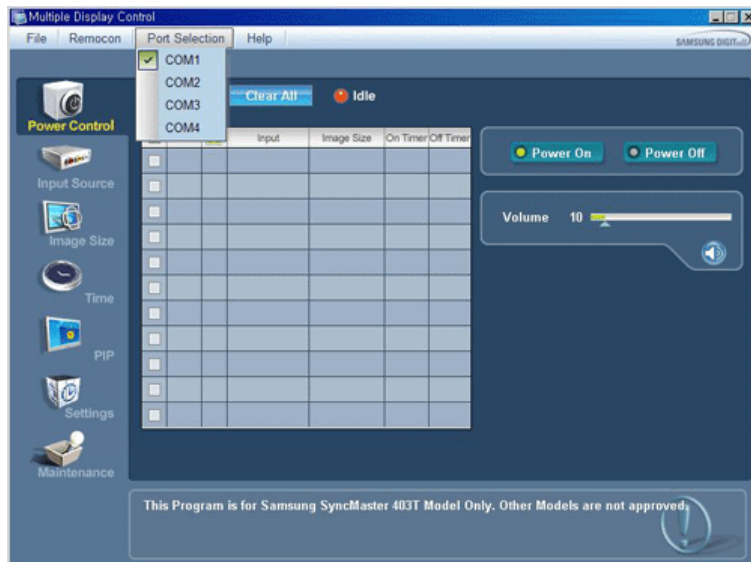 Multiple Display Control
File Remocon Port Selection Help
SAMSUNG DIGITall
COM1
COM2
COM3
COM4
Clear All Idle
Power Control
Input Image Size On Timer Off Timer
Power On Power Off
Input Source
Volume 10
Image Size
Time
PIP
Settings
Maintenance
This Program is for Samsung SyncMaster 403T Model Only. Other Models are not approved.